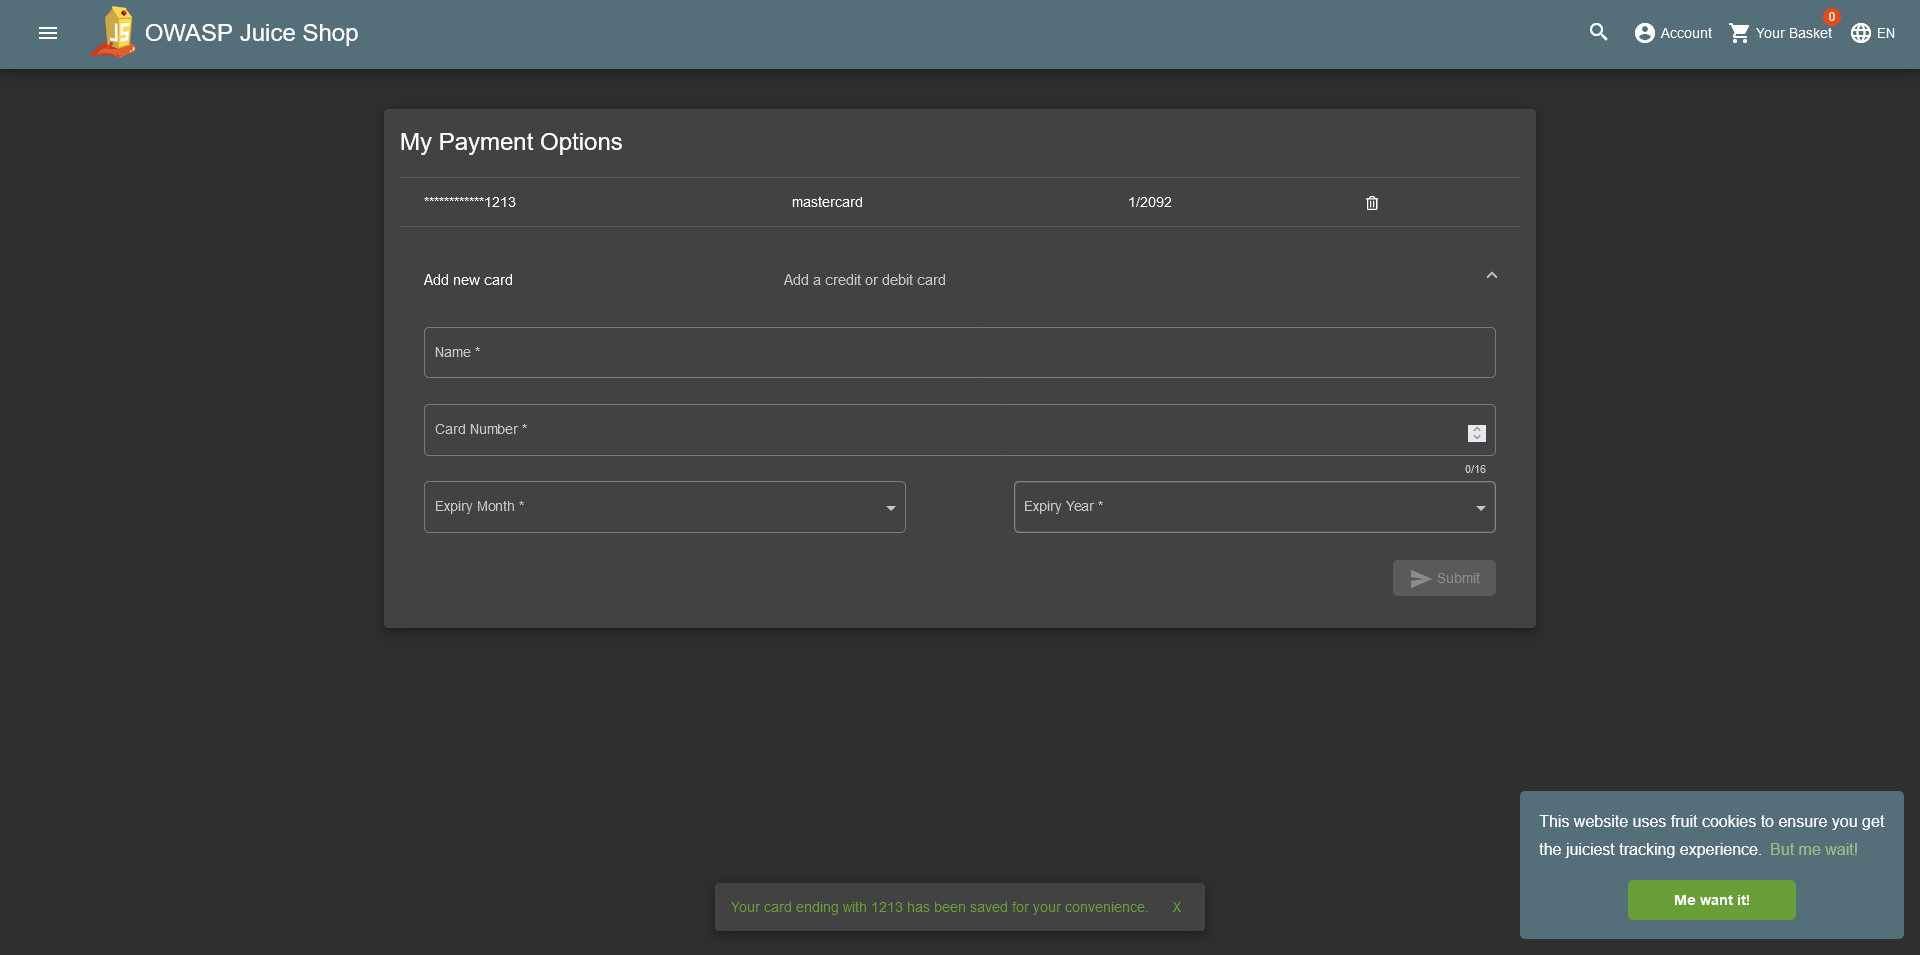 OWASP Juice Shop
Account
Your Basket
0
EN
My Payment Options
************1213 mastercard 1/2092
Add new card Add a credit or debit card
Name *
Card Number *
0/16
Expiry Month * Expiry Year *
Submit
This website uses fruit cookies to ensure you get
the juiciest tracking experience. But me wait!
Me want it!
Your card ending with 1213 has been saved for your convenience. X